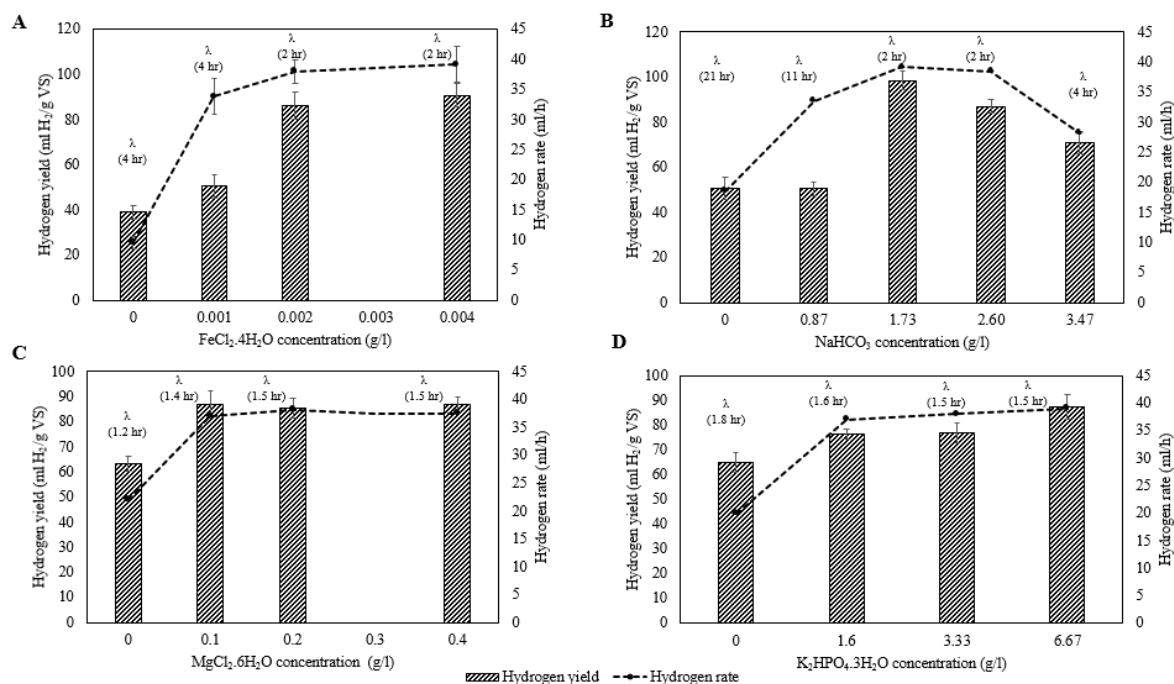 A
Hydrogen yield (ml H₂/g VS)
120
100
80
60
40
20
0
λ
(4 hr)
λ
(4 hr)
λ
(2 hr)
λ
(2 hr)
45
40
35
30
25
20
15
10
5
0
Hydrogen rate (ml/h)
0 0.001 0.002 0.003 0.004
FeCl₂.4H₂O concentration (g/l)
B
Hydrogen yield (ml H₂/g VS)
120
100
80
60
40
20
0
λ
(21 hr)
λ
(11 hr)
λ
(2 hr)
λ
(2 hr)
λ
(4 hr)
45
40
35
30
25
20
15
10
5
0
Hydrogen rate (ml/h)
0 0.87 1.73 2.60 3.47
NaHCO₃ concentration (g/l)
C
Hydrogen yield (ml H₂/g VS)
100
90
80
70
60
50
40
30
20
10
0
λ
(1.2 hr)
λ
(1.4 hr)
λ
(1.5 hr)
λ
(1.5 hr)
45
40
35
30
25
20
15
10
5
0
Hydrogen rate (ml/h)
0 0.1 0.2 0.3 0.4
MgCl₂.6H₂O concentration (g/l)
D
Hydrogen yield (ml H₂/g VS)
100
90
80
70
60
50
40
30
20
10
0
λ
(1.8 hr)
λ
(1.6 hr)
λ
(1.5 hr)
λ
(1.5 hr)
45
40
35
30
25
20
15
10
5
0
Hydrogen rate (ml/h)
0 1.6 3.33 6.67
K₂HPO₄.3H₂O concentration (g/l)
Hydrogen yield Hydrogen rate